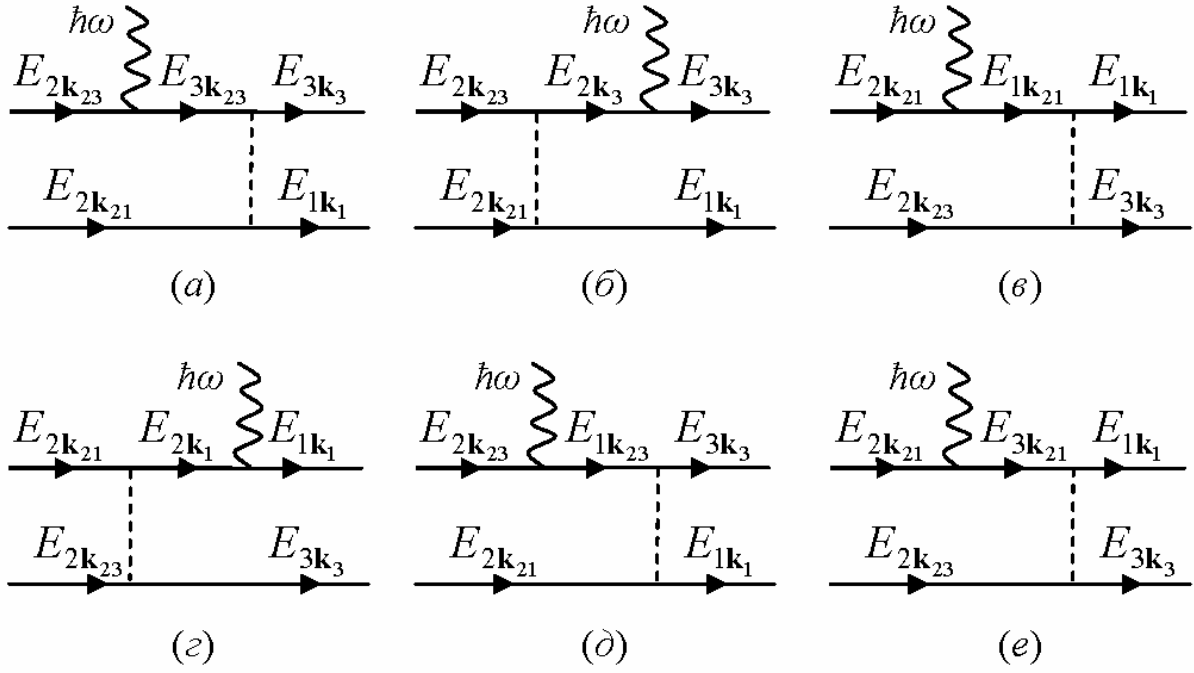 ħω ħω ħω
E₂𝐤₂₃ E₃𝐤₂₃ E₃𝐤₃ E₂𝐤₂₃ E₂𝐤₃ E₃𝐤₃ E₂𝐤₂₁ E₁𝐤₂₁ E₁𝐤₁
E₂𝐤₂₁ E₁𝐤₁ E₂𝐤₂₁ E₁𝐤₁ E₂𝐤₂₃ E₃𝐤₃
(а) (б) (в)
ħω ħω ħω
E₂𝐤₂₁ E₂𝐤₁ E₁𝐤₁ E₂𝐤₂₃ E₁𝐤₂₃ E₃𝐤₃ E₂𝐤₂₁ E₃𝐤₂₁ E₁𝐤₁
E₂𝐤₂₃ E₃𝐤₃ E₂𝐤₂₁ E₁𝐤₁ E₂𝐤₂₃ E₃𝐤₃
(г) (д) (е)